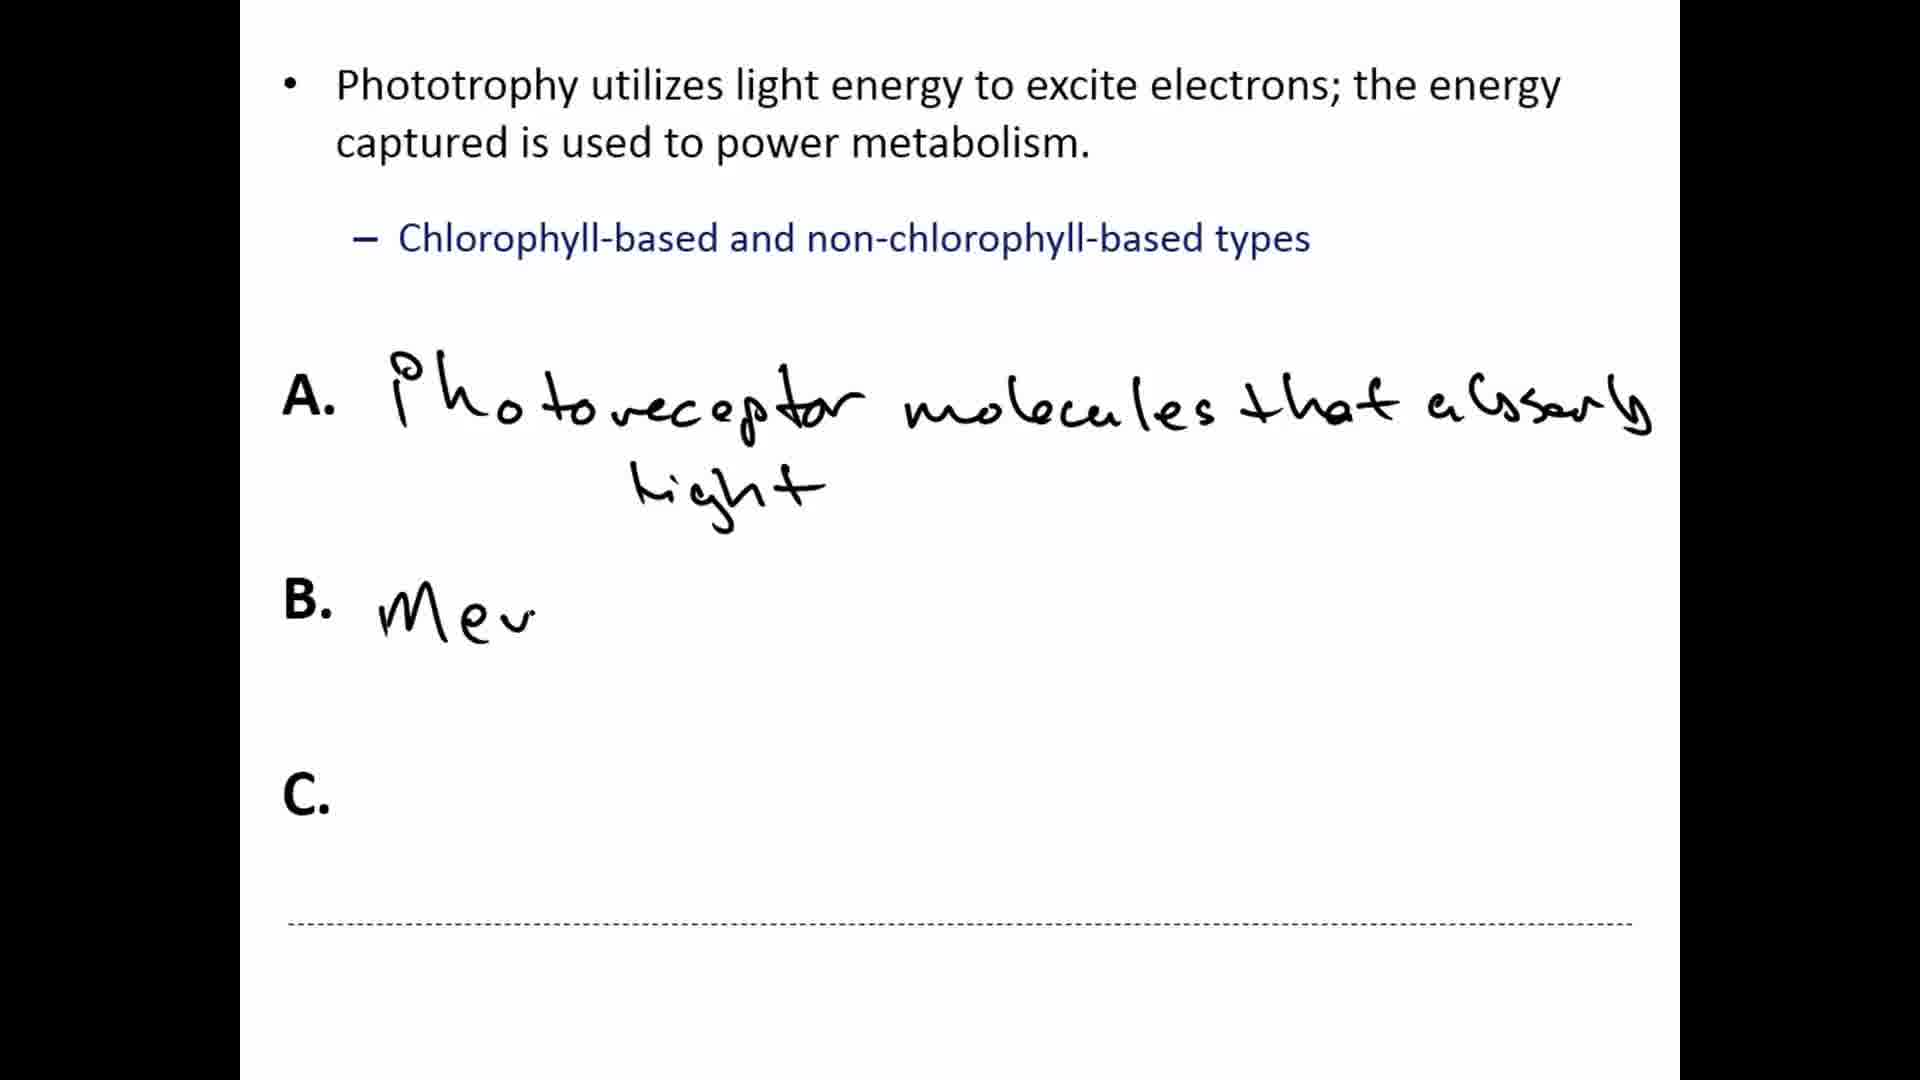 • Phototrophy utilizes light energy to excite electrons; the energy
captured is used to power metabolism.
– Chlorophyll-based and non-chlorophyll-based types
A. Photoreceptor molecules that absorb
light
B. Mev
C.